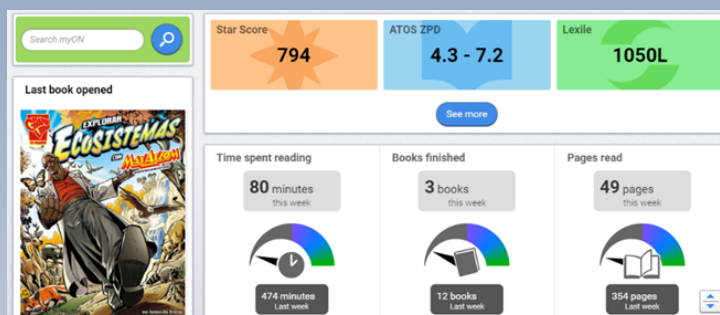 Search myON
Last book opened
EXPLORAR
ECOSISTEMAS
CON
MAX AXIOM
Star Score
794
ATOS ZPD
4.3 - 7.2
Lexile
1050L
See more
Time spent reading
80 minutes
this week
474 minutes
Last week
Books finished
3 books
this week
12 books
Last week
Pages read
49 pages
this week
354 pages
Last week